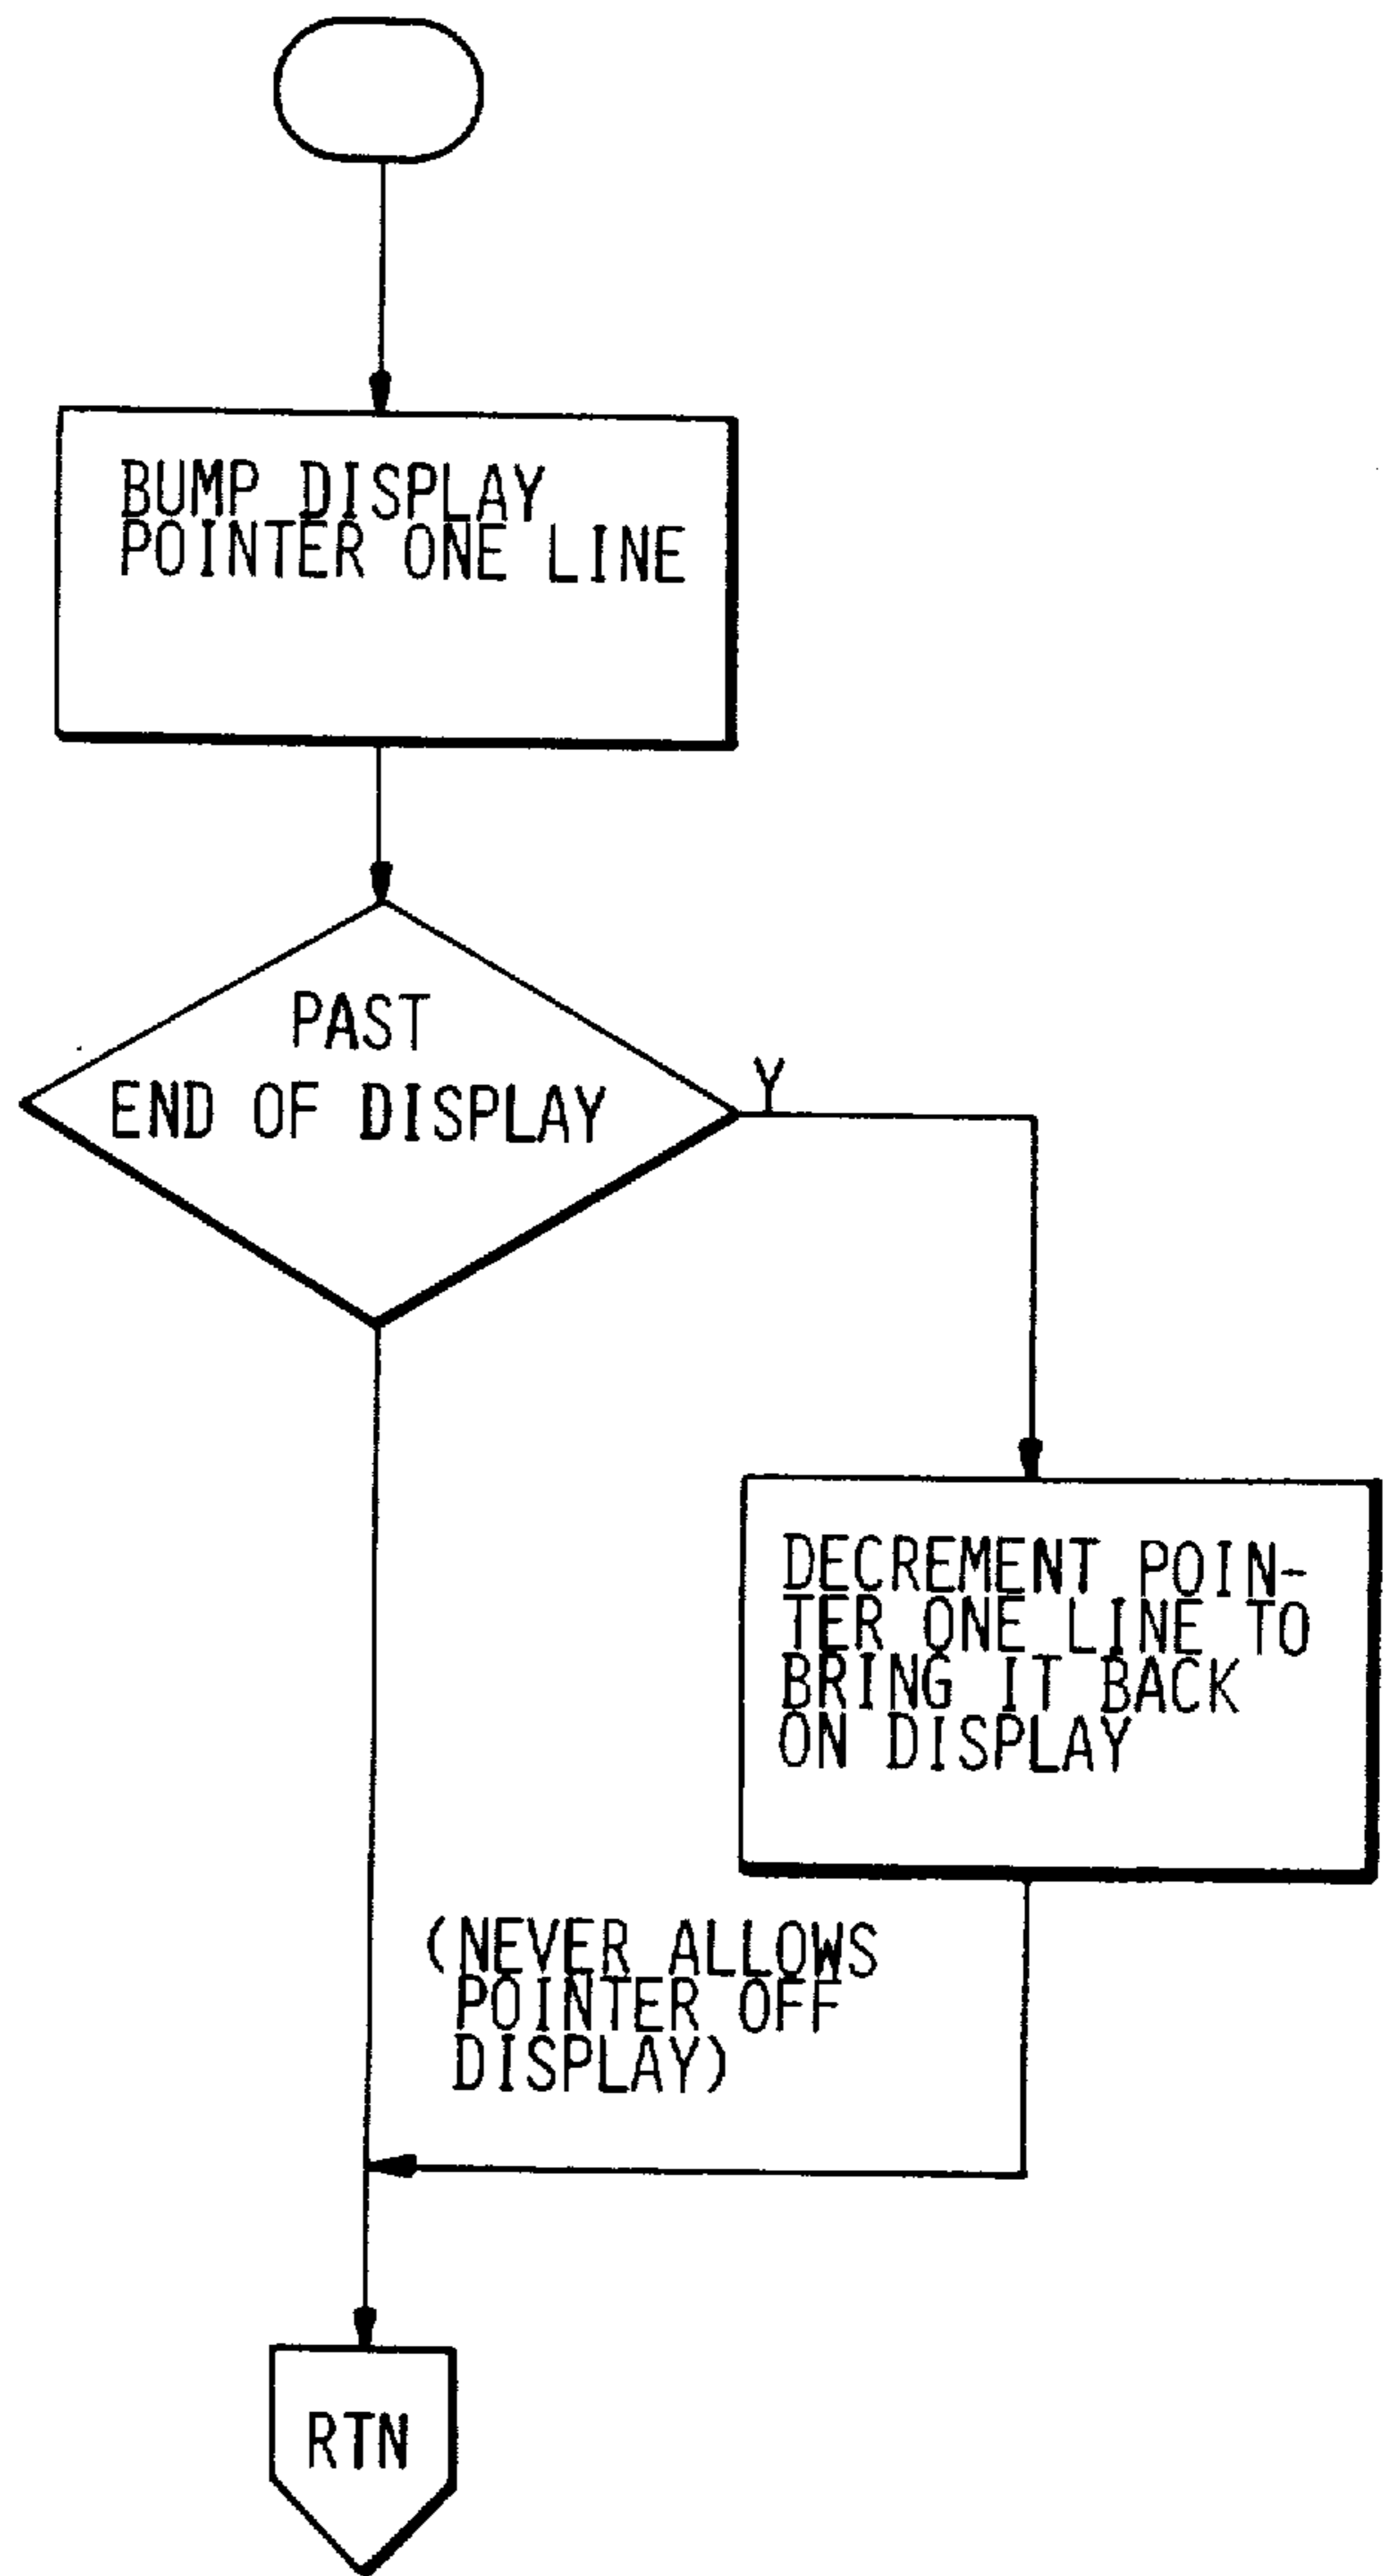 BUMP DISPLAY
POINTER ONE LINE
PAST
END OF DISPLAY
Y
DECREMENT POIN-
TER ONE LINE TO
BRING IT BACK
ON DISPLAY
(NEVER ALLOWS
POINTER OFF
DISPLAY)
RTN